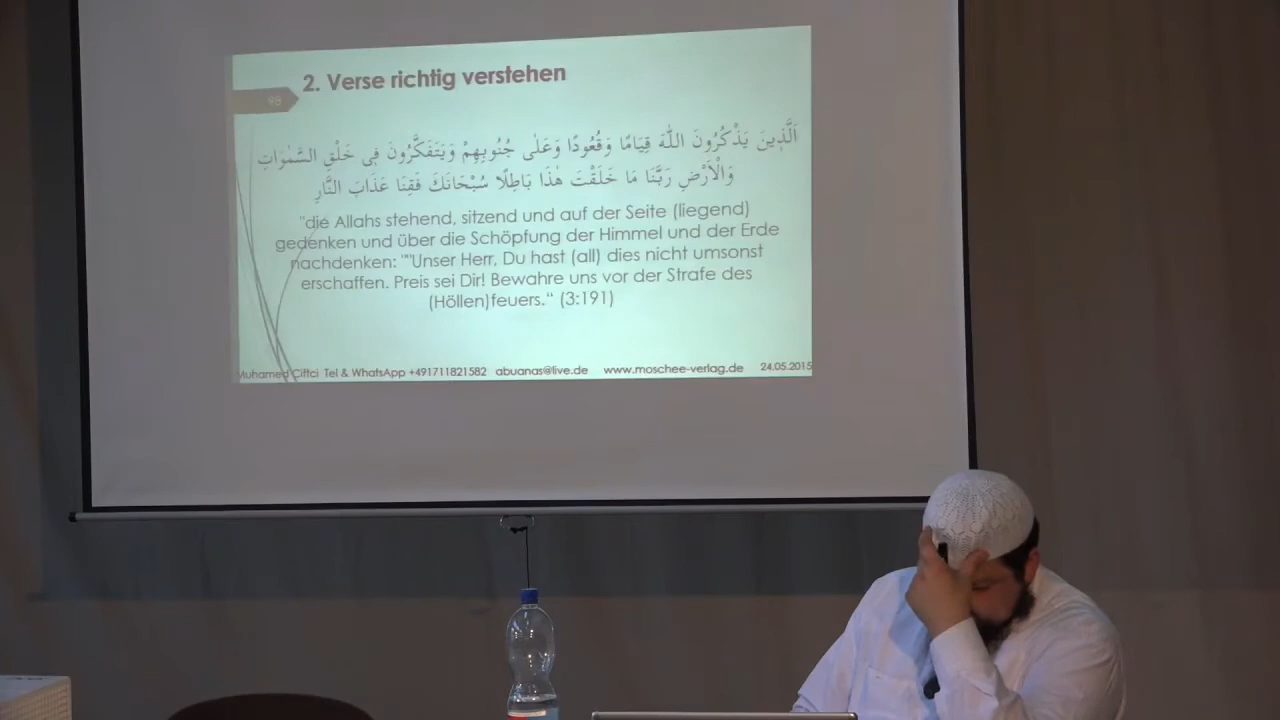 2. Verse richtig verstehen
98
اَلَّذِينَ يَذْكُرُونَ اللّٰهَ قِيَامًا وَقُعُودًا وَعَلٰى جُنُوبِهِمْ وَيَتَفَكَّرُونَ فِى خَلْقِ السَّمٰوَاتِ
وَالْاَرْضِ رَبَّنَا مَا خَلَقْتَ هٰذَا بَاطِلًا سُبْحَانَكَ فَقِنَا عَذَابَ النَّارِ
"die Allahs stehend, sitzend und auf der Seite (liegend)
gedenken und über die Schöpfung der Himmel und der Erde
nachdenken: ""Unser Herr, Du hast (all) dies nicht umsonst
erschaffen. Preis sei Dir! Bewahre uns vor der Strafe des
(Höllen)feuers.“ (3:191)
Muhamed Ciftci Tel & WhatsApp +491711821582 abuanas@live.de www.moschee-verlag.de 24.05.2015